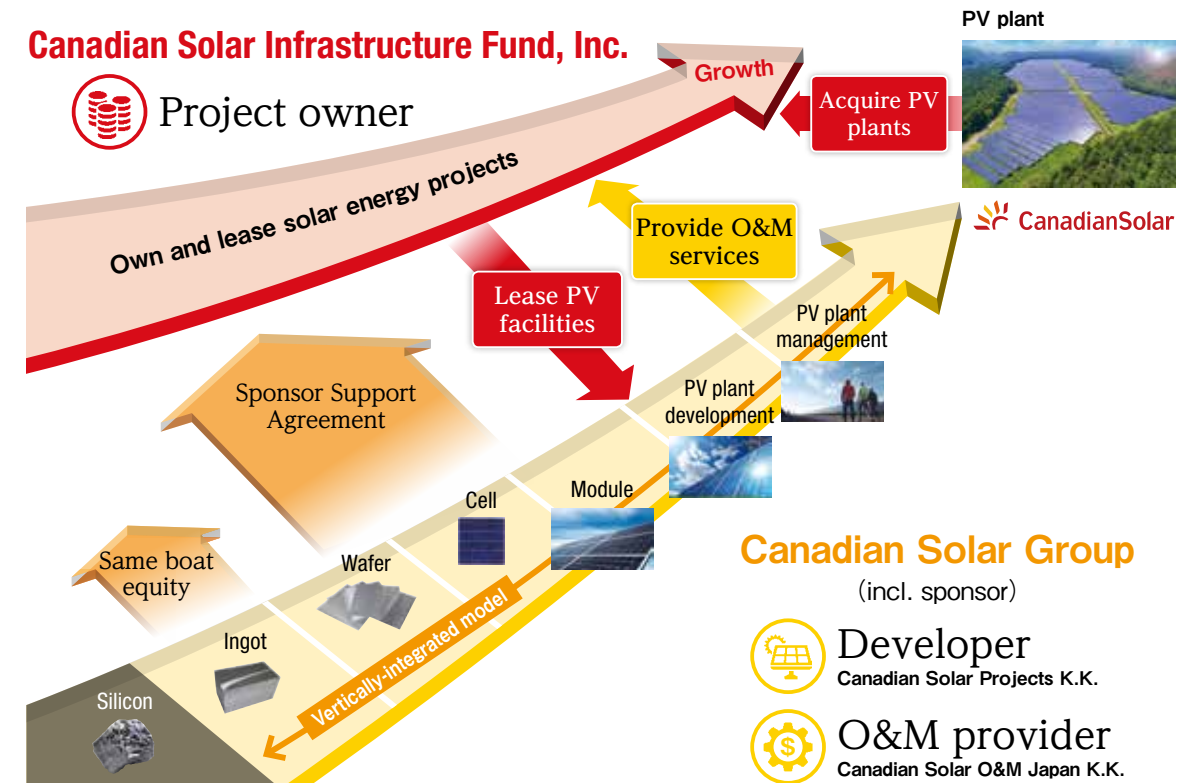 PV plant
Canadian Solar Infrastructure Fund, Inc.
Growth
Project owner
Acquire PV
plants
Own and lease solar energy projects
CanadianSolar
Provide O&M
services
Lease PV
facilities
PV plant
management
Sponsor Support
Agreement
PV plant
development
Module
Cell
Same boat
equity
Wafer
Canadian Solar Group
(incl. sponsor)
Vertically-integrated model
Ingot
Developer
Canadian Solar Projects K.K.
Silicon
$
O&M provider
Canadian Solar O&M Japan K.K.